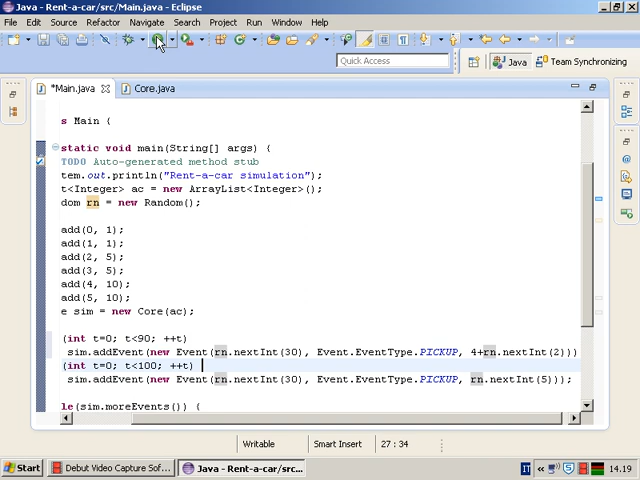 Java - Rent-a-car/src/Main.java - Eclipse
File Edit Source Refactor Navigate Search Project Run Window Help
Quick Access
Java
Team Synchronizing
*Main.java
Core.java
s Main {
static void main(String[] args) {
TODO Auto-generated method stub
tem.out.println("Rent-a-car simulation");
t<Integer> ac = new ArrayList<Integer>();
dom rn = new Random();
add(0, 1);
add(1, 1);
add(2, 5);
add(3, 5);
add(4, 10);
add(5, 10);
e sim = new Core(ac);
(int t=0; t<90; ++t)
sim.addEvent(new Event(rn.nextInt(30), Event.EventType.PICKUP, 4+rn.nextInt(2)))
(int t=0; t<100; ++t)
sim.addEvent(new Event(rn.nextInt(30), Event.EventType.PICKUP, rn.nextInt(5)));
le(sim.moreEvents()) {
Writable
Smart Insert
27 : 34
Start
Debut Video Capture Sof...
Java - Rent-a-car/src...
IT
«
14.19